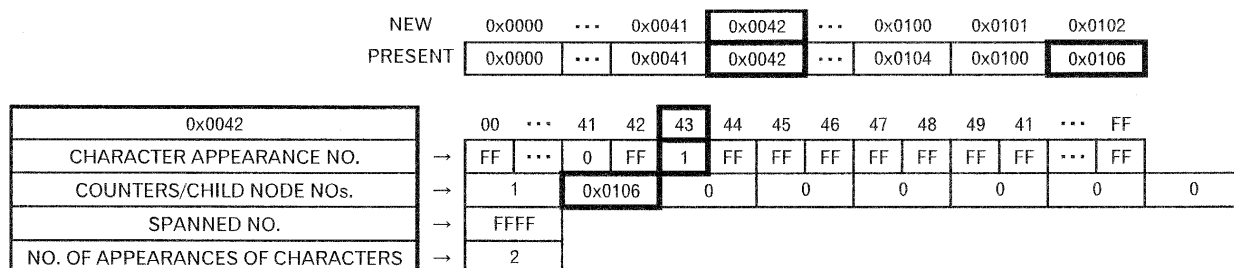 NEW 0x0000 ··· 0x0041 0x0042 ··· 0x0100 0x0101 0x0102
PRESENT 0x0000 ··· 0x0041 0x0042 ··· 0x0104 0x0100 0x0106
0x0042 00 ··· 41 42 43 44 45 46 47 48 49 41 ··· FF
CHARACTER APPEARANCE NO. → FF ··· 0 FF 1 FF FF FF FF FF FF FF ··· FF
COUNTERS/CHILD NODE NOs. → 1 0x0106 0 0 0 0 0 0
SPANNED NO. → FFFF
NO. OF APPEARANCES OF CHARACTERS → 2